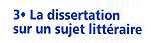 3• La dissertation
sur un sujet littéraire